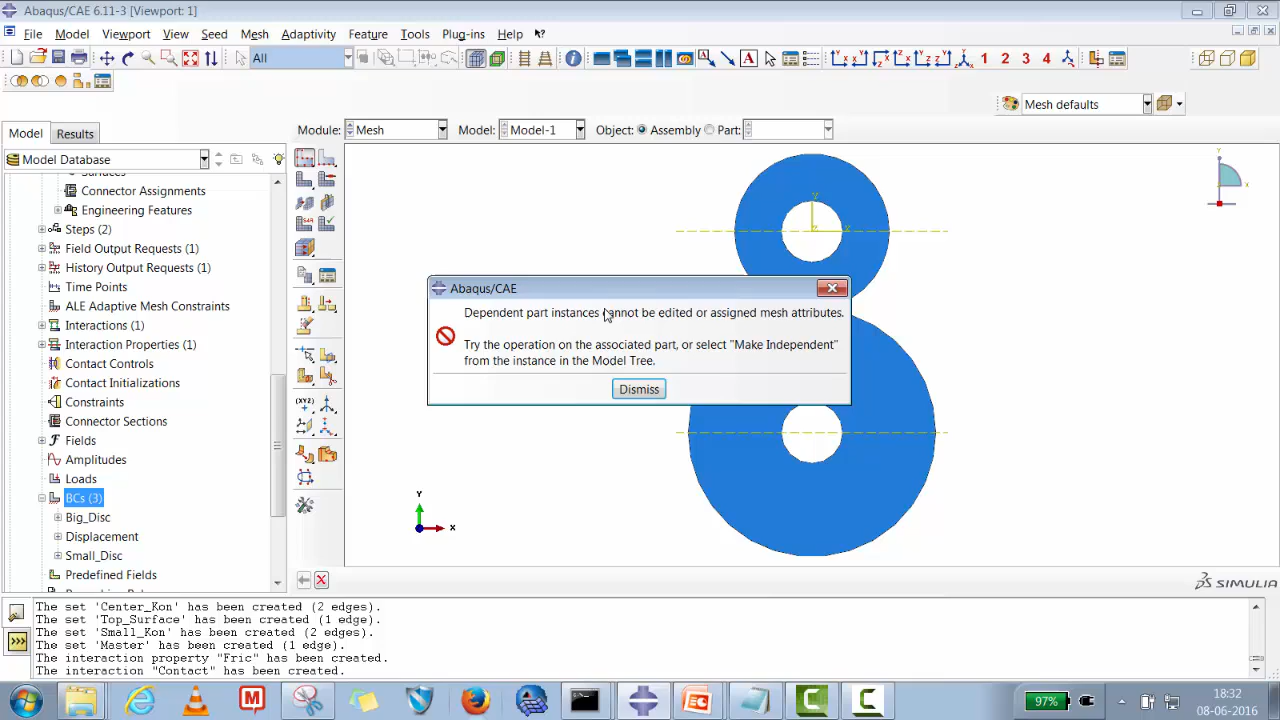 Abaqus/CAE 6.11-3 [Viewport: 1]
File Model Viewport View Seed Mesh Adaptivity Feature Tools Plug-ins Help
All
1 2 3 4
Mesh defaults
Model Results
Module: Mesh Model: Model-1 Object: Assembly Part:
Model Database
Surfaces
Connector Assignments
Engineering Features
Steps (2)
Field Output Requests (1)
History Output Requests (1)
Time Points
ALE Adaptive Mesh Constraints
Interactions (1)
Interaction Properties (1)
Contact Controls
Contact Initializations
Constraints
Connector Sections
Fields
Amplitudes
Loads
BCs (3)
Big_Disc
Displacement
Small_Disc
Predefined Fields
Abaqus/CAE
Dependent part instances cannot be edited or assigned mesh attributes.
Try the operation on the associated part, or select "Make Independent"
from the instance in the Model Tree.
Dismiss
Y
X
SIMULIA
The set 'Center_Kon' has been created (2 edges).
The set 'Top_Surface' has been created (1 edge).
The set 'Small_Kon' has been created (2 edges).
The set 'Master' has been created (1 edge).
The interaction property "Fric" has been created.
The interaction "Contact" has been created.
97%
18:32
08-06-2016